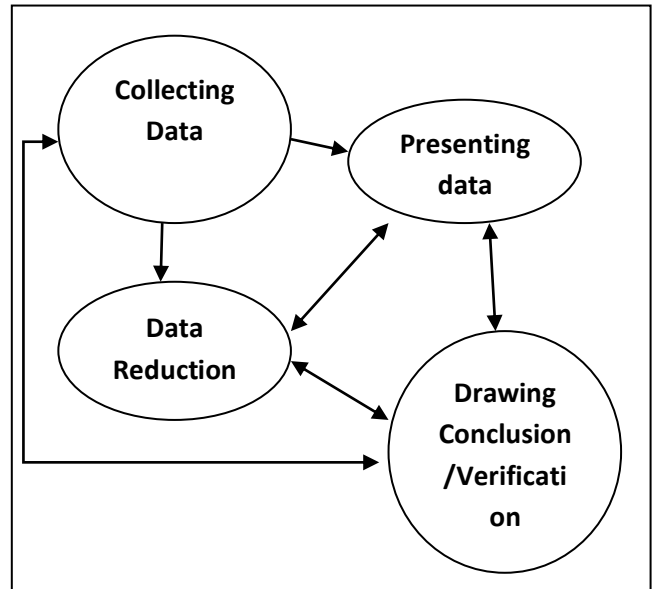 Collecting
Data
Presenting
data
Data
Reduction
Drawing
Conclusion
/Verificati
on